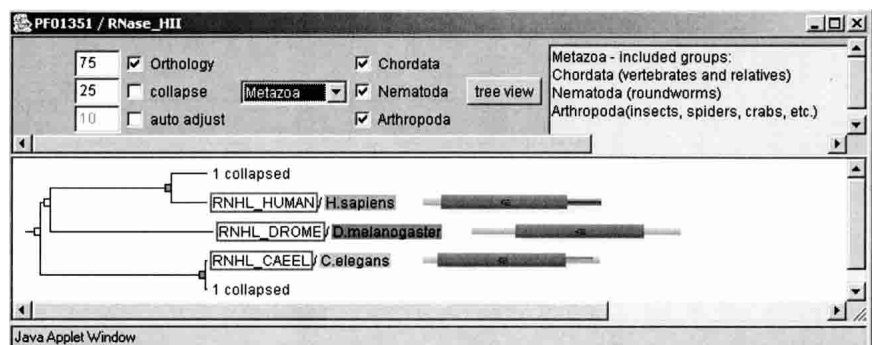 PF01351 / RNase_HII
75 Orthology Chordata
25 collapse Metazoa Nematoda tree view
10 auto adjust Arthropoda
Metazoa - included groups:
Chordata (vertebrates and relatives)
Nematoda (roundworms)
Arthropoda(insects, spiders, crabs, etc.)
1 collapsed
RNHL_HUMAN/ H.sapiens
RNHL_DROME/ D.melanogaster
RNHL_CAEEL/ C.elegans
1 collapsed
Java Applet Window